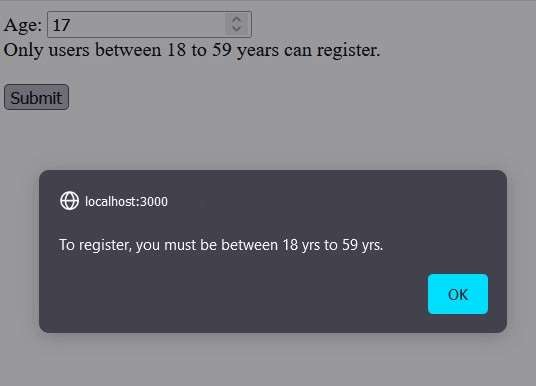 Age: 17
Only users between 18 to 59 years can register.
Submit
localhost:3000
To register, you must be between 18 yrs to 59 yrs.
OK